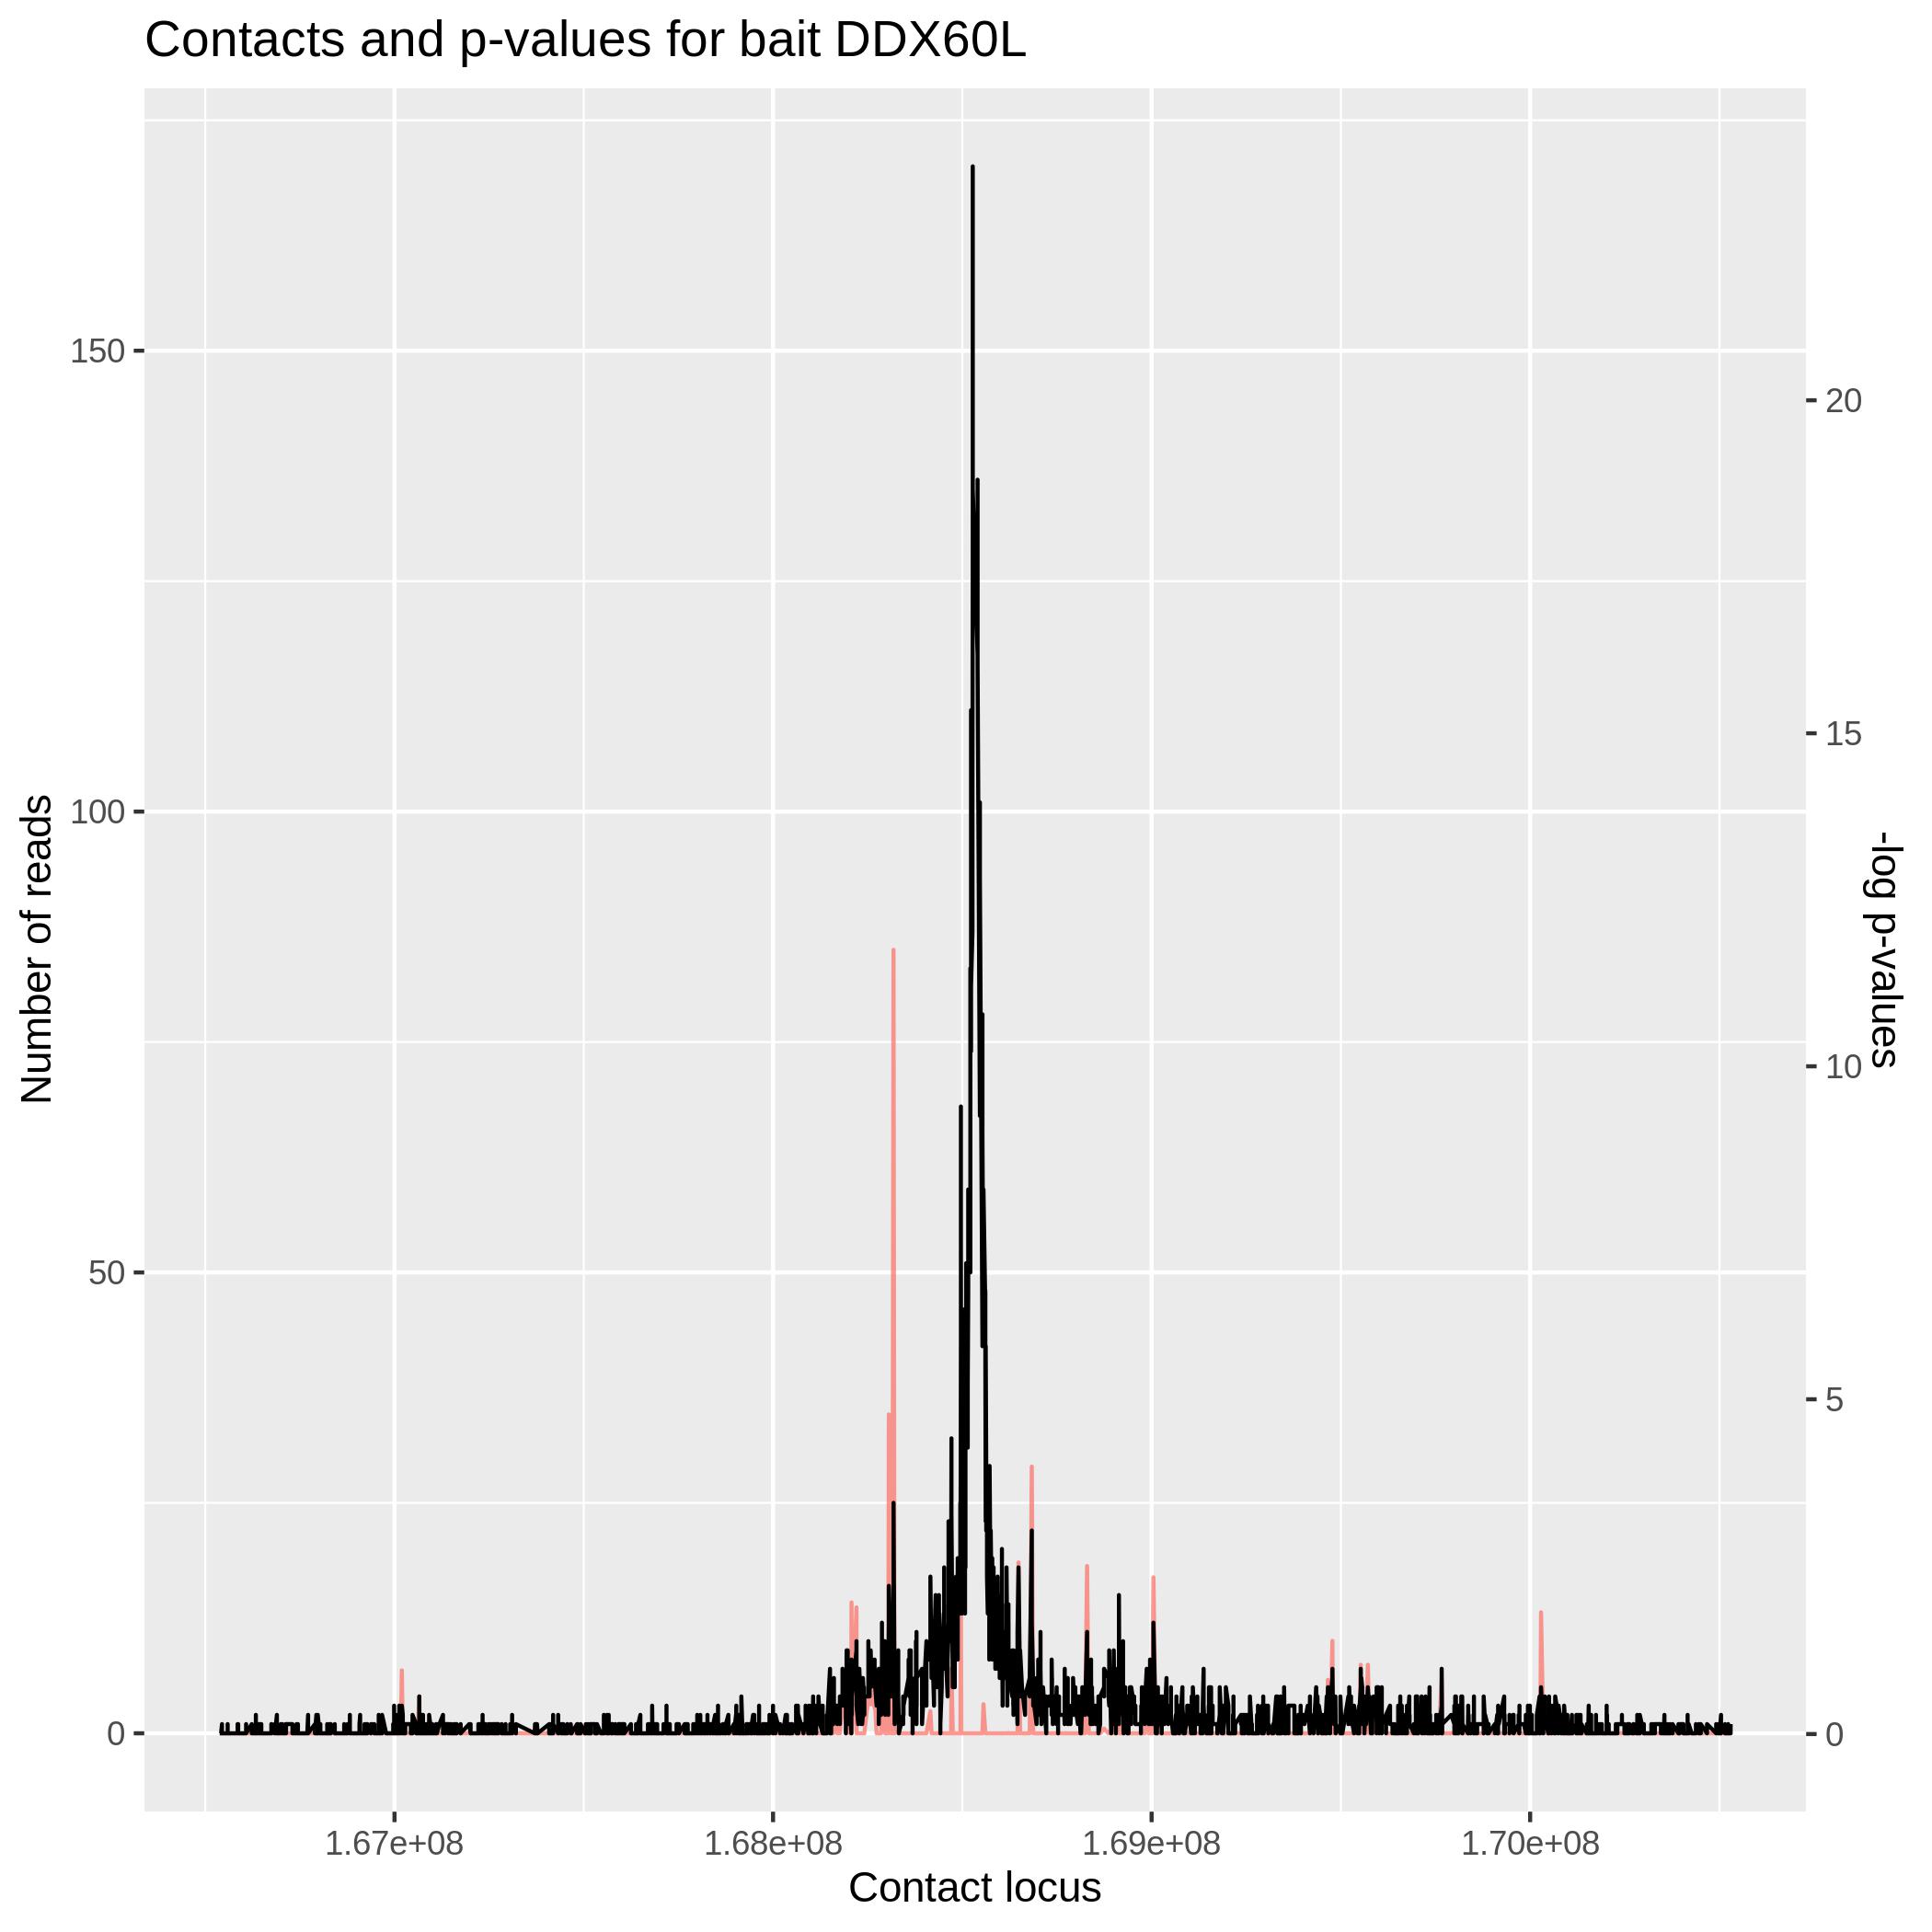 Contacts and p-values for bait DDX60L
Number of reads
150
100
50
0
20
15
10
5
0
-log p-values
1.67e+08
1.68e+08
1.69e+08
1.70e+08
Contact locus